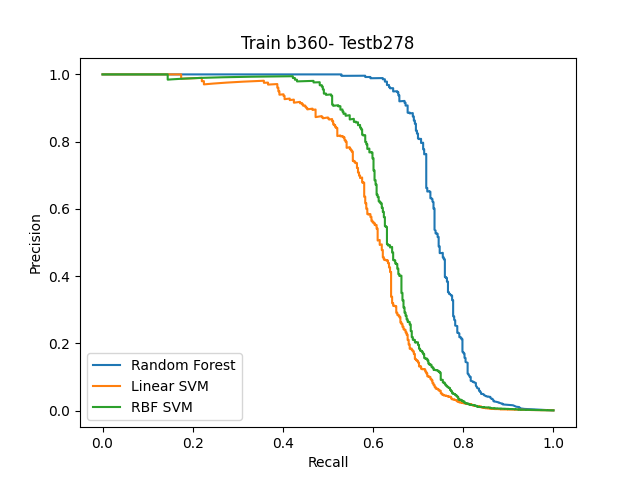 Train b360- Testb278
Precision
1.0
0.8
0.6
0.4
0.2
0.0
Random Forest
Linear SVM
RBF SVM
0.0 0.2 0.4 0.6 0.8 1.0
Recall